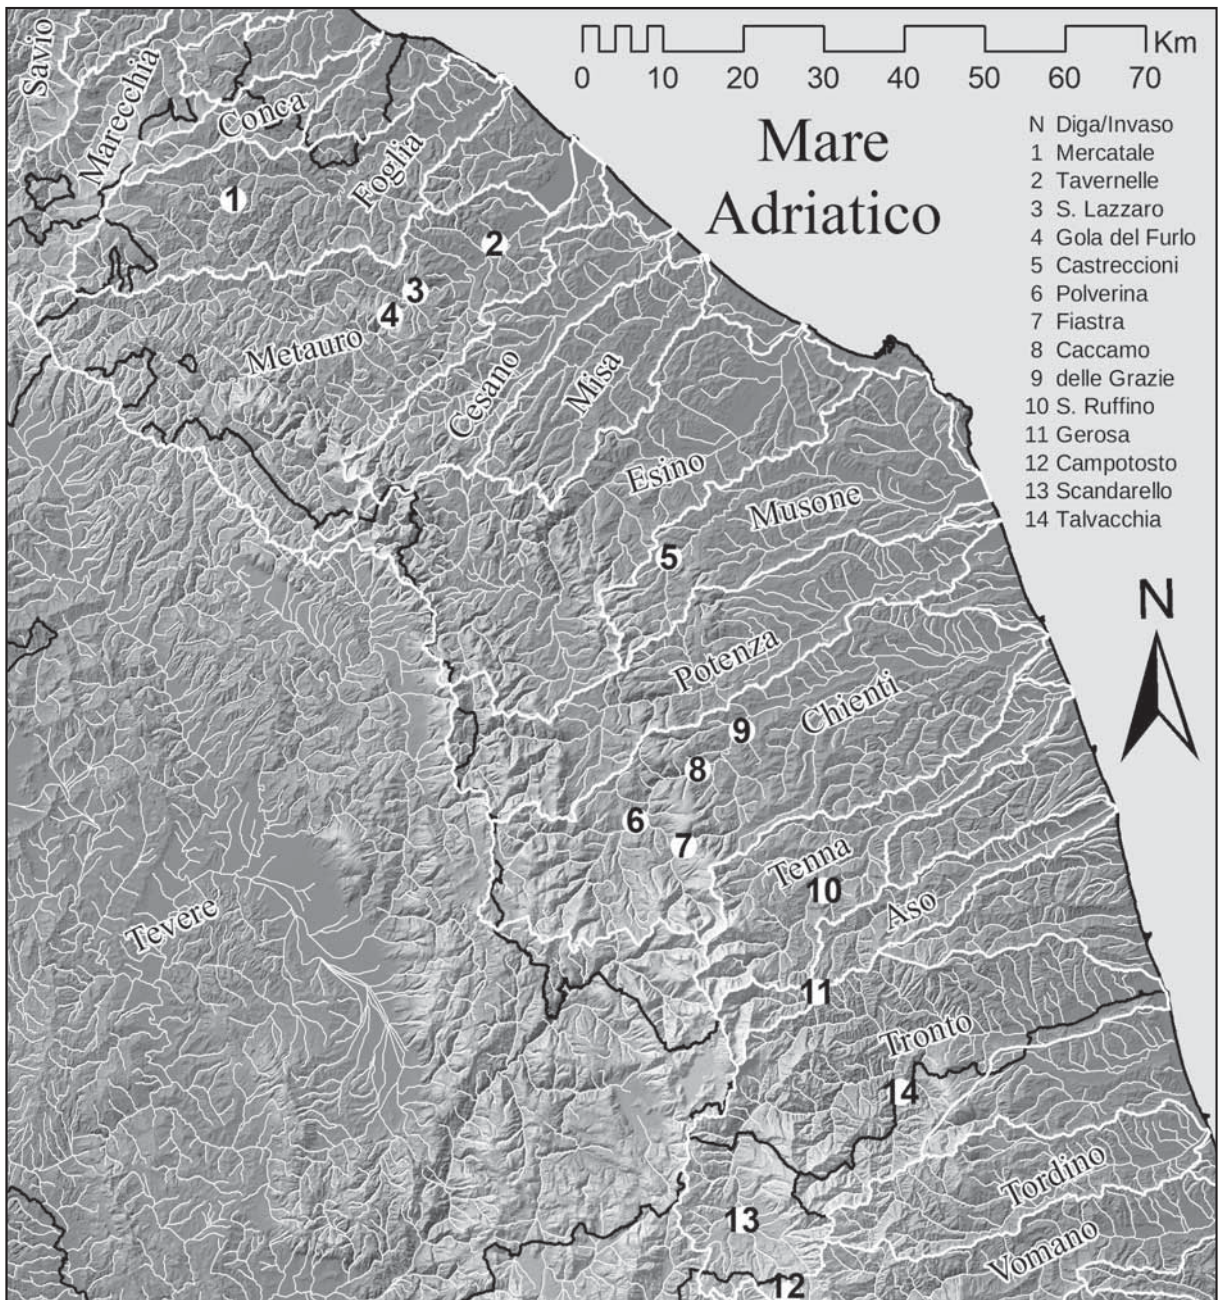 Km
0 10 20 30 40 50 60 70
Mare
Adriatico
N Diga/Invaso
1 Mercatale
2 Tavernelle
3 S. Lazzaro
4 Gola del Furlo
5 Castreccioni
6 Polverina
7 Fiastra
8 Caccamo
9 delle Grazie
10 S. Ruffino
11 Gerosa
12 Campotosto
13 Scandarello
14 Talvacchia
N
Savio
Marecchia
Conca
Foglia
1
2
3
4
Metauro
Cesano
Misa
Esino
Musone
5
Potenza
Chienti
9
8
6
7
Tenna
10
Aso
Tevere
11
Tronto
14
Tordino
13
Vomano
12